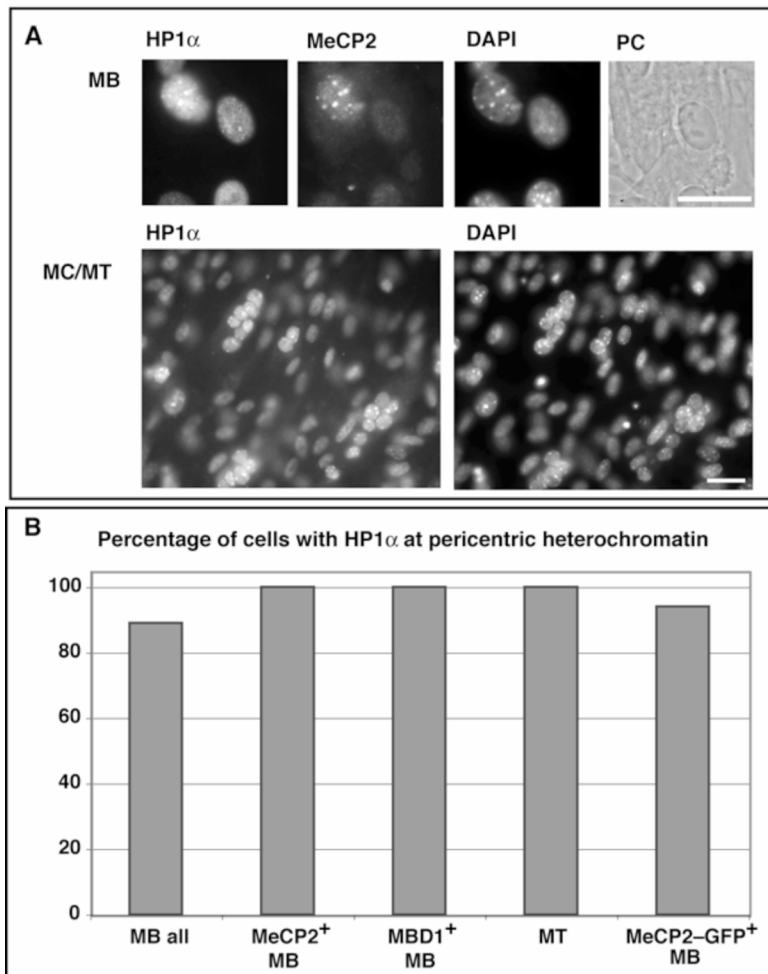 A
HP1α MeCP2 DAPI PC
MB
HP1α DAPI
MC/MT
B
Percentage of cells with HP1α at pericentric heterochromatin
100
80
60
40
20
0
MB all MeCP2+ MBD1+ MT MeCP2–GFP+
MB MB MB